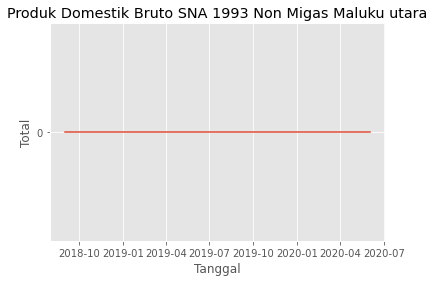 Produk Domestik Bruto SNA 1993 Non Migas Maluku utara
Total
0
2018-10 2019-01 2019-04 2019-07 2019-10 2020-01 2020-04 2020-07
Tanggal